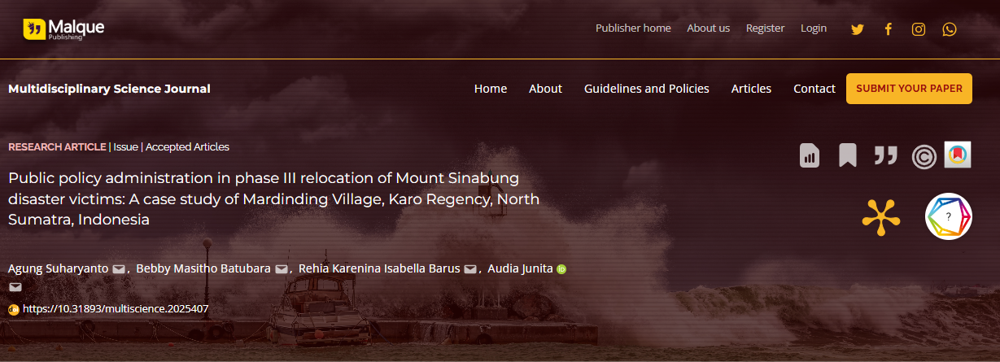 Malque
Publishing
Publisher home About us Register Login
Multidisciplinary Science Journal
Home About Guidelines and Policies Articles Contact SUBMIT YOUR PAPER
RESEARCH ARTICLE | Issue | Accepted Articles
Public policy administration in phase III relocation of Mount Sinabung
disaster victims: A case study of Mardinding Village, Karo Regency, North
Sumatra, Indonesia
?
Agung Suharyanto , Bebby Masitho Batubara , Rehia Karenina Isabella Barus , Audia Junita iD
doi https://10.31893/multiscience.2025407